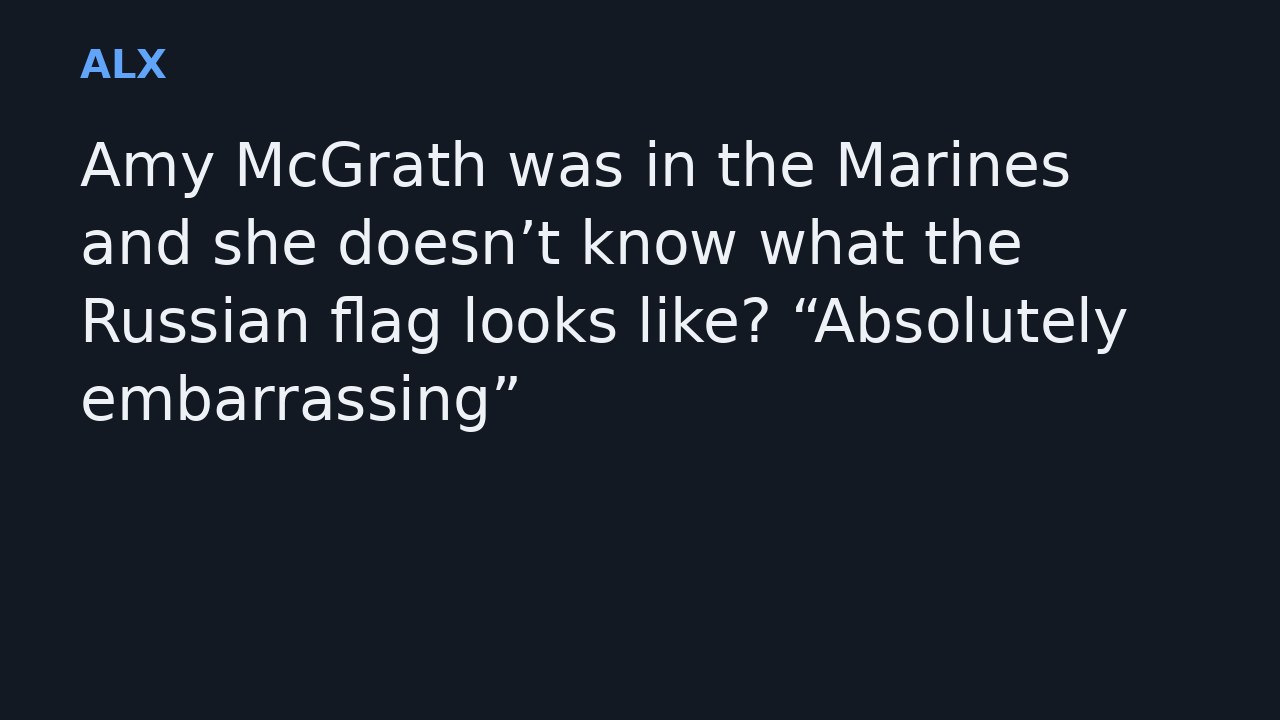 ALX
Amy McGrath was in the Marines
and she doesn’t know what the
Russian flag looks like? “Absolutely
embarrassing”